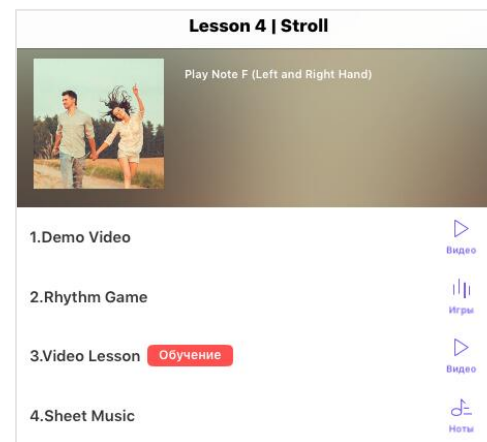 Lesson 4 | Stroll
Play Note F (Left and Right Hand)
1.Demo Video
Видео
2.Rhythm Game
Игры
3.Video Lesson Обучение
Видео
4.Sheet Music
Ноты